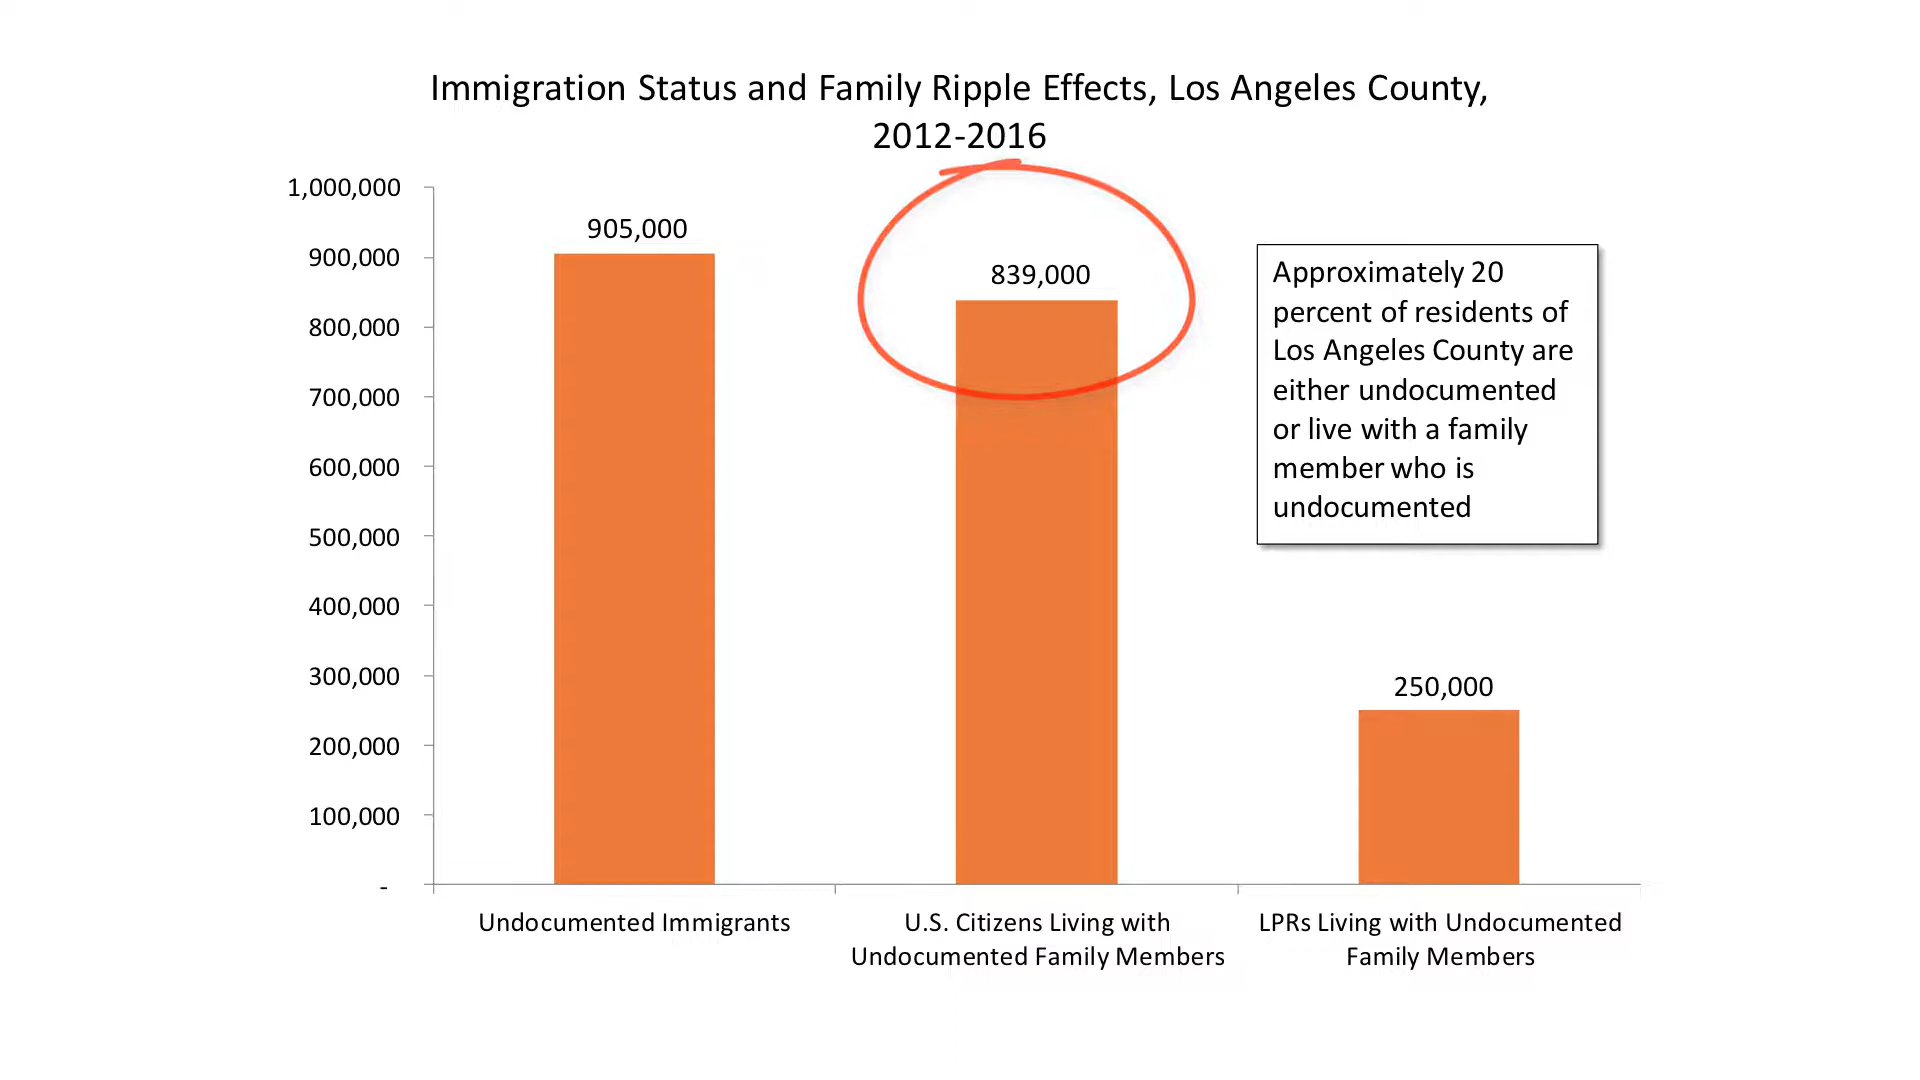 Immigration Status and Family Ripple Effects, Los Angeles County,
2012-2016
1,000,000
900,000
800,000
700,000
600,000
500,000
400,000
300,000
200,000
100,000
-
905,000
839,000
250,000
Approximately 20
percent of residents of
Los Angeles County are
either undocumented
or live with a family
member who is
undocumented
Undocumented Immigrants
U.S. Citizens Living with
Undocumented Family Members
LPRs Living with Undocumented
Family Members